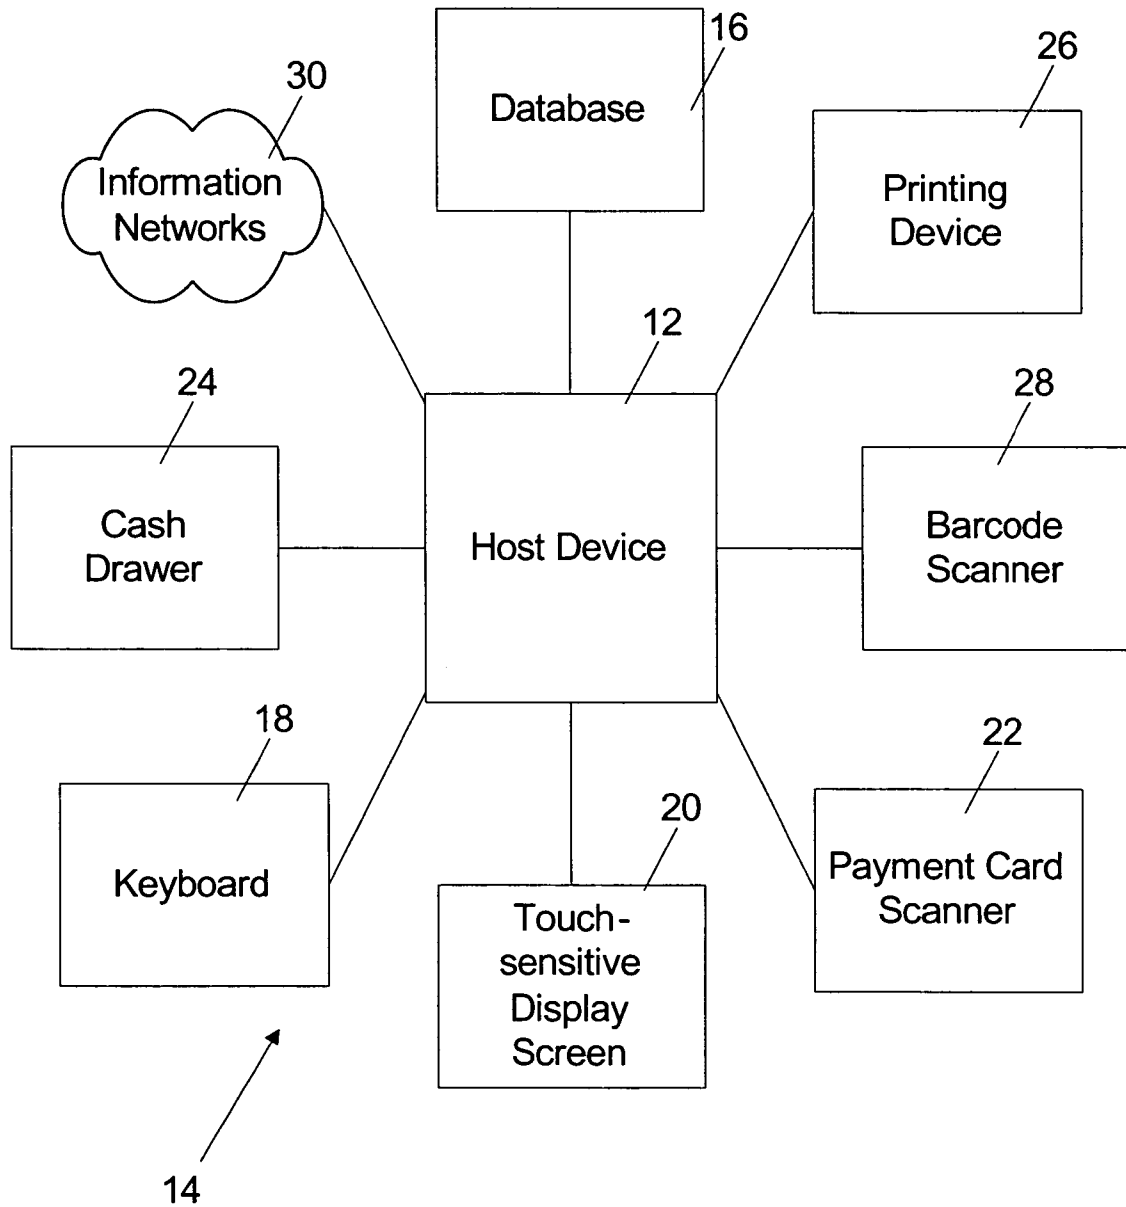 16
Database
30
Information
Networks
26
Printing
Device
12
Host Device
24
Cash
Drawer
28
Barcode
Scanner
18
Keyboard
20
Touch-
sensitive
Display
Screen
22
Payment Card
Scanner
14